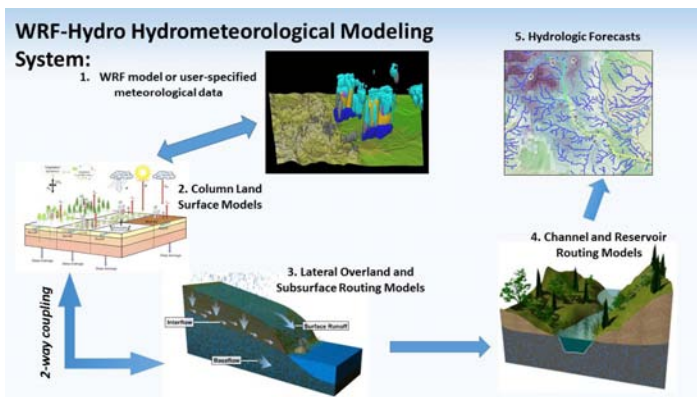 WRF-Hydro Hydrometeorological Modeling
System:
1. WRF model or user-specified
meteorological data
5. Hydrologic Forecasts
2. Column Land
Surface Models
3. Lateral Overland and
Subsurface Routing Models
4. Channel and Reservoir
Routing Models
2-way coupling
Interflow
Surface Runoff
Baseflow